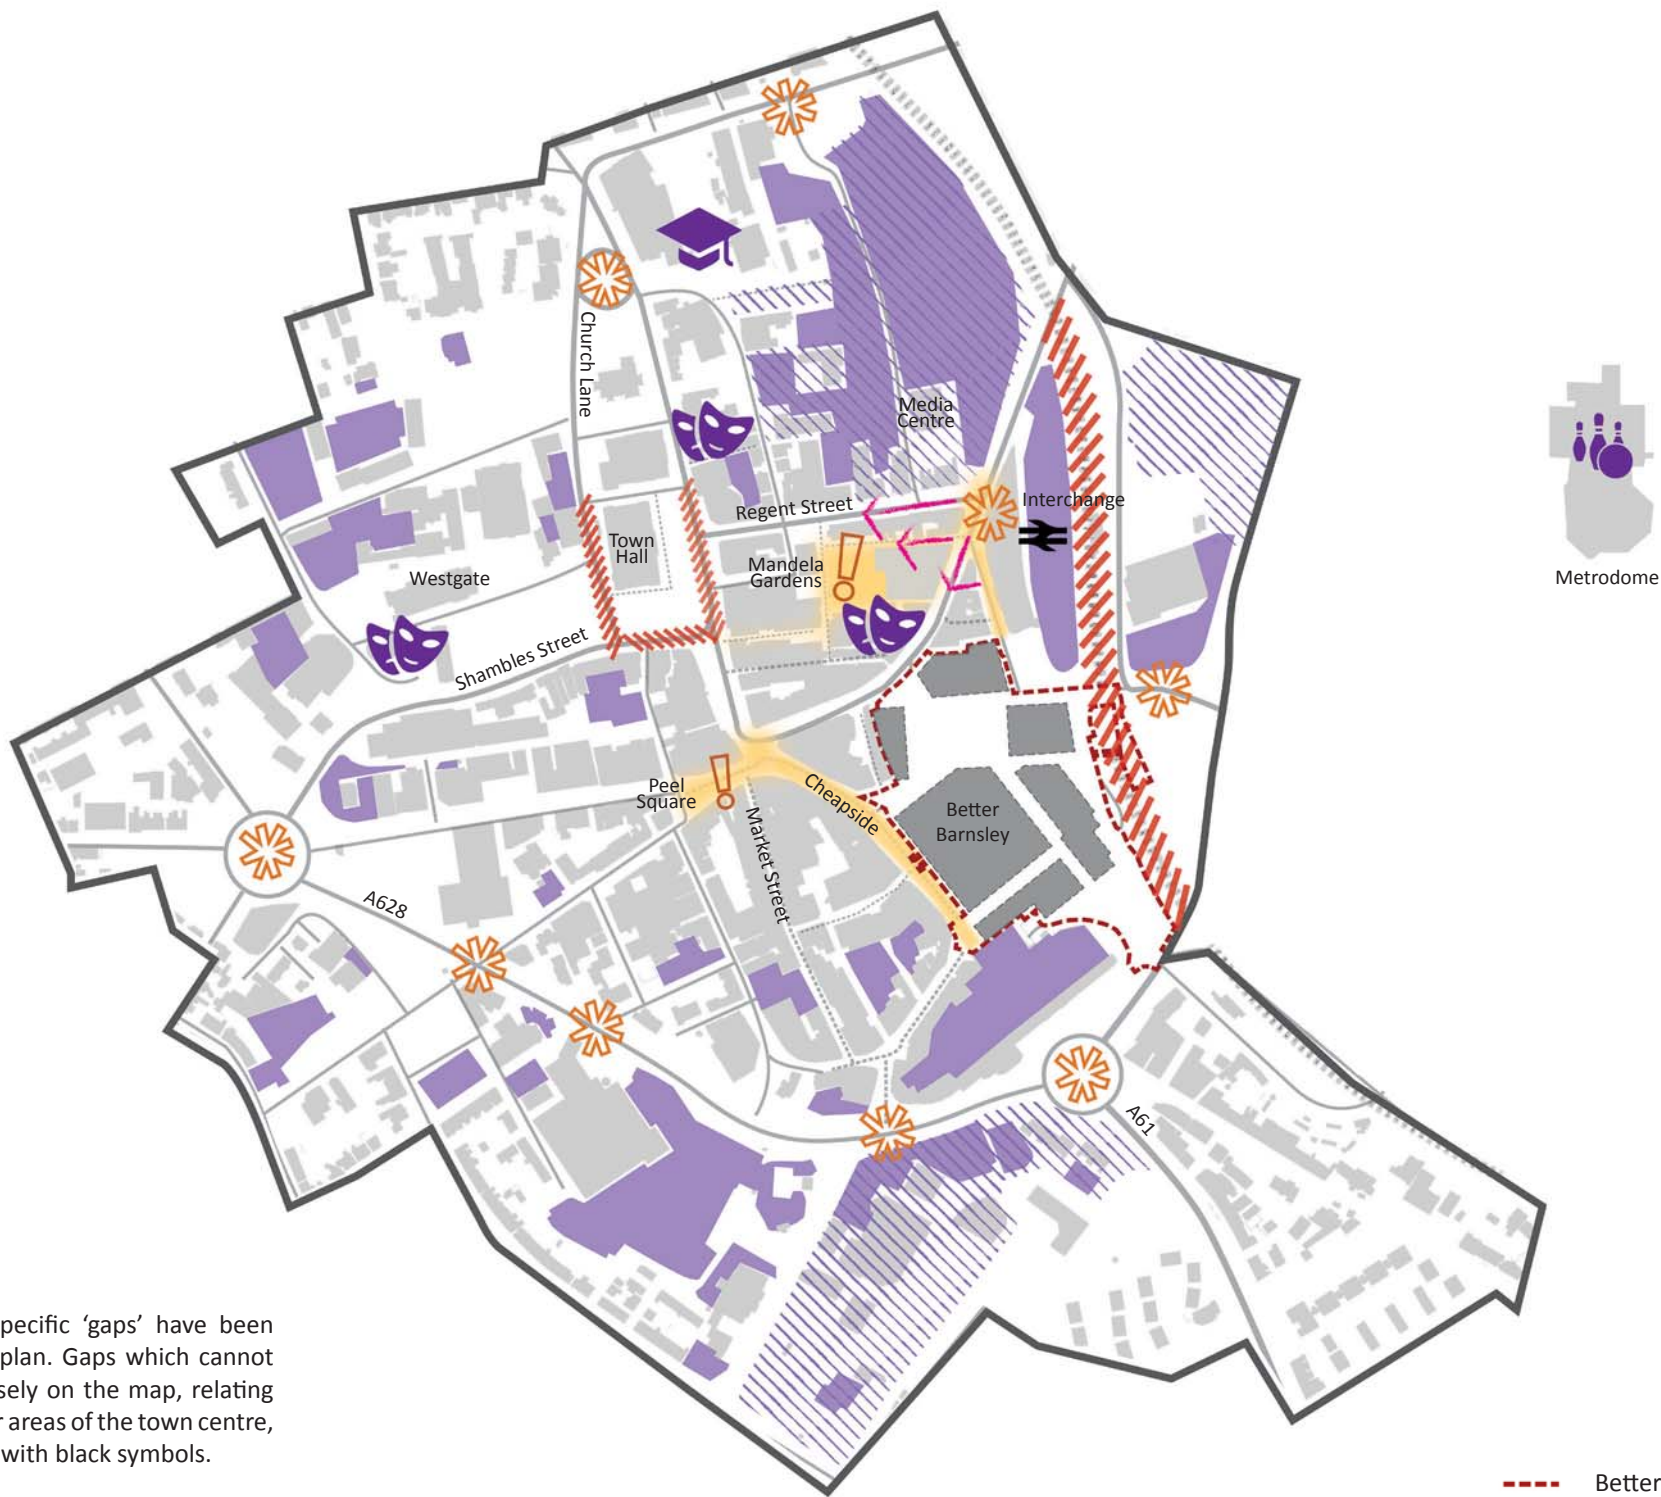 Church Lane
Media
Centre
Regent Street
Interchange
Town
Hall
Mandela
Gardens
Westgate
Metrodome
Shambles Street
Peel
Square
Cheapside
Market Street
Better
Barnsley
A628
A61
pecific ‘gaps’ have been
plan. Gaps which cannot
sely on the map, relating
r areas of the town centre,
with black symbols.
Better